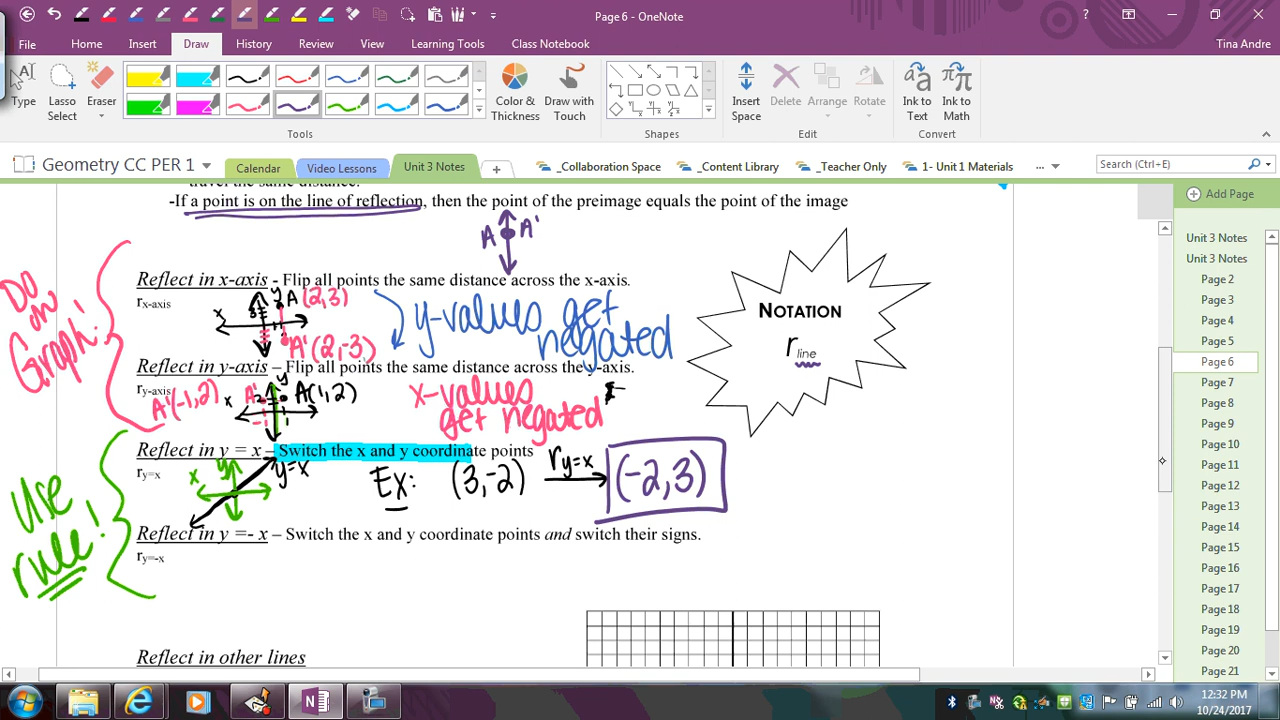 Page 6 - OneNote
File Home Insert Draw History Review View Learning Tools Class Notebook
Tina Andre
Type
Lasso Select
Eraser
Color & Thickness
Draw with Touch
Insert Space
Delete
Arrange
Rotate
Ink to Text
Ink to Math
Tools
Shapes
Edit
Convert
Geometry CC PER 1
Calendar
Video Lessons
Unit 3 Notes
_Collaboration Space
_Content Library
_Teacher Only
1- Unit 1 Materials
Search (Ctrl+E)
Add Page
travel the same distance.
-If a point is on the line of reflection, then the point of the preimage equals the point of the image
A A'
Do on Graph!
Reflect in x-axis - Flip all points the same distance across the x-axis.
rx-axis
x y A (2,3)
3
A'(2,-3)
y-values get
negated
Reflect in y-axis – Flip all points the same distance across the y-axis.
ry-axis
A'(-1,2) x A' 2 y A(1,2)
x-values
get negated
NOTATION
r line
Use rule!
Reflect in y = x – Switch the x and y coordinate points
ry=x
x y y=x
Ex: (3,-2) ry=x (-2,3)
Reflect in y =- x – Switch the x and y coordinate points and switch their signs.
ry=-x
Reflect in other lines
Unit 3 Notes
Unit 3 Notes
Page 2
Page 3
Page 4
Page 5
Page 6
Page 7
Page 8
Page 9
Page 10
Page 11
Page 12
Page 13
Page 14
Page 15
Page 16
Page 17
Page 18
Page 19
Page 20
Page 21
12:32 PM
10/24/2017